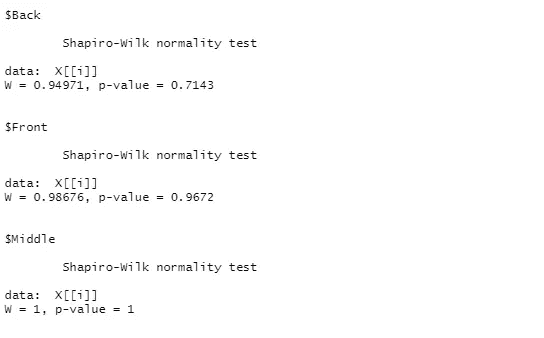 $Back
Shapiro-Wilk normality test
data:  X[[i]]
W = 0.94971, p-value = 0.7143
$Front
Shapiro-Wilk normality test
data:  X[[i]]
W = 0.98676, p-value = 0.9672
$Middle
Shapiro-Wilk normality test
data:  X[[i]]
W = 1, p-value = 1